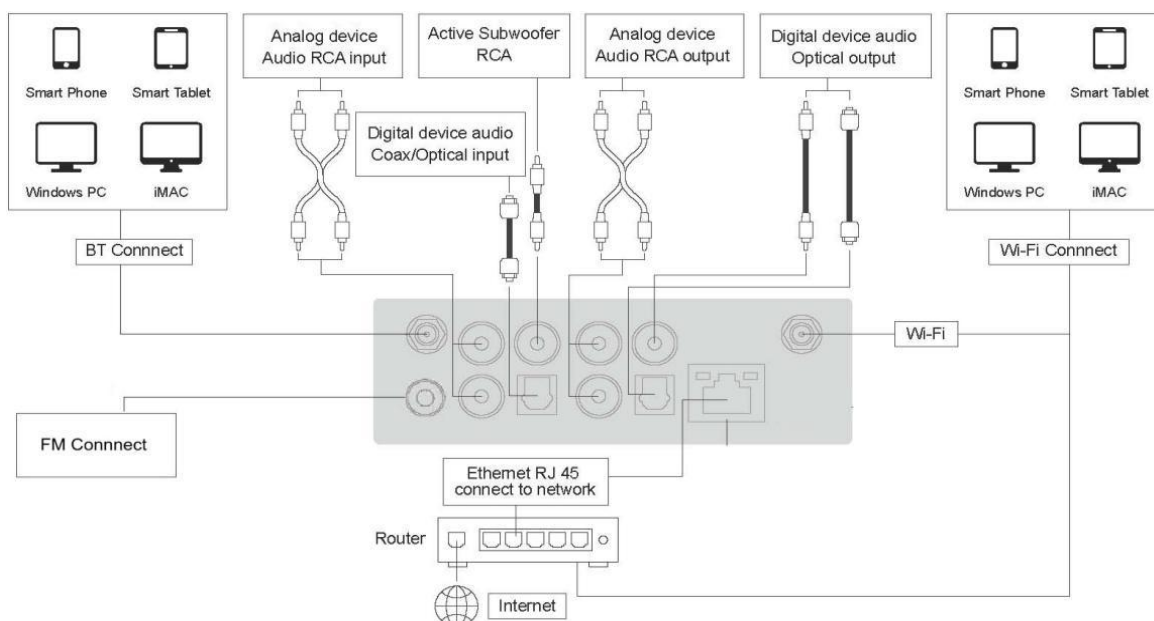 Smart Phone
Smart Tablet
Windows PC
iMAC
BT Connnect
Analog device
Audio RCA input
Active Subwoofer
RCA
Digital device audio
Coax/Optical input
Analog device
Audio RCA output
Digital device audio
Optical output
Smart Phone
Smart Tablet
Windows PC
iMAC
Wi-Fi Connnect
Wi-Fi
FM Connnect
Ethernet RJ 45
connect to network
Router
Internet